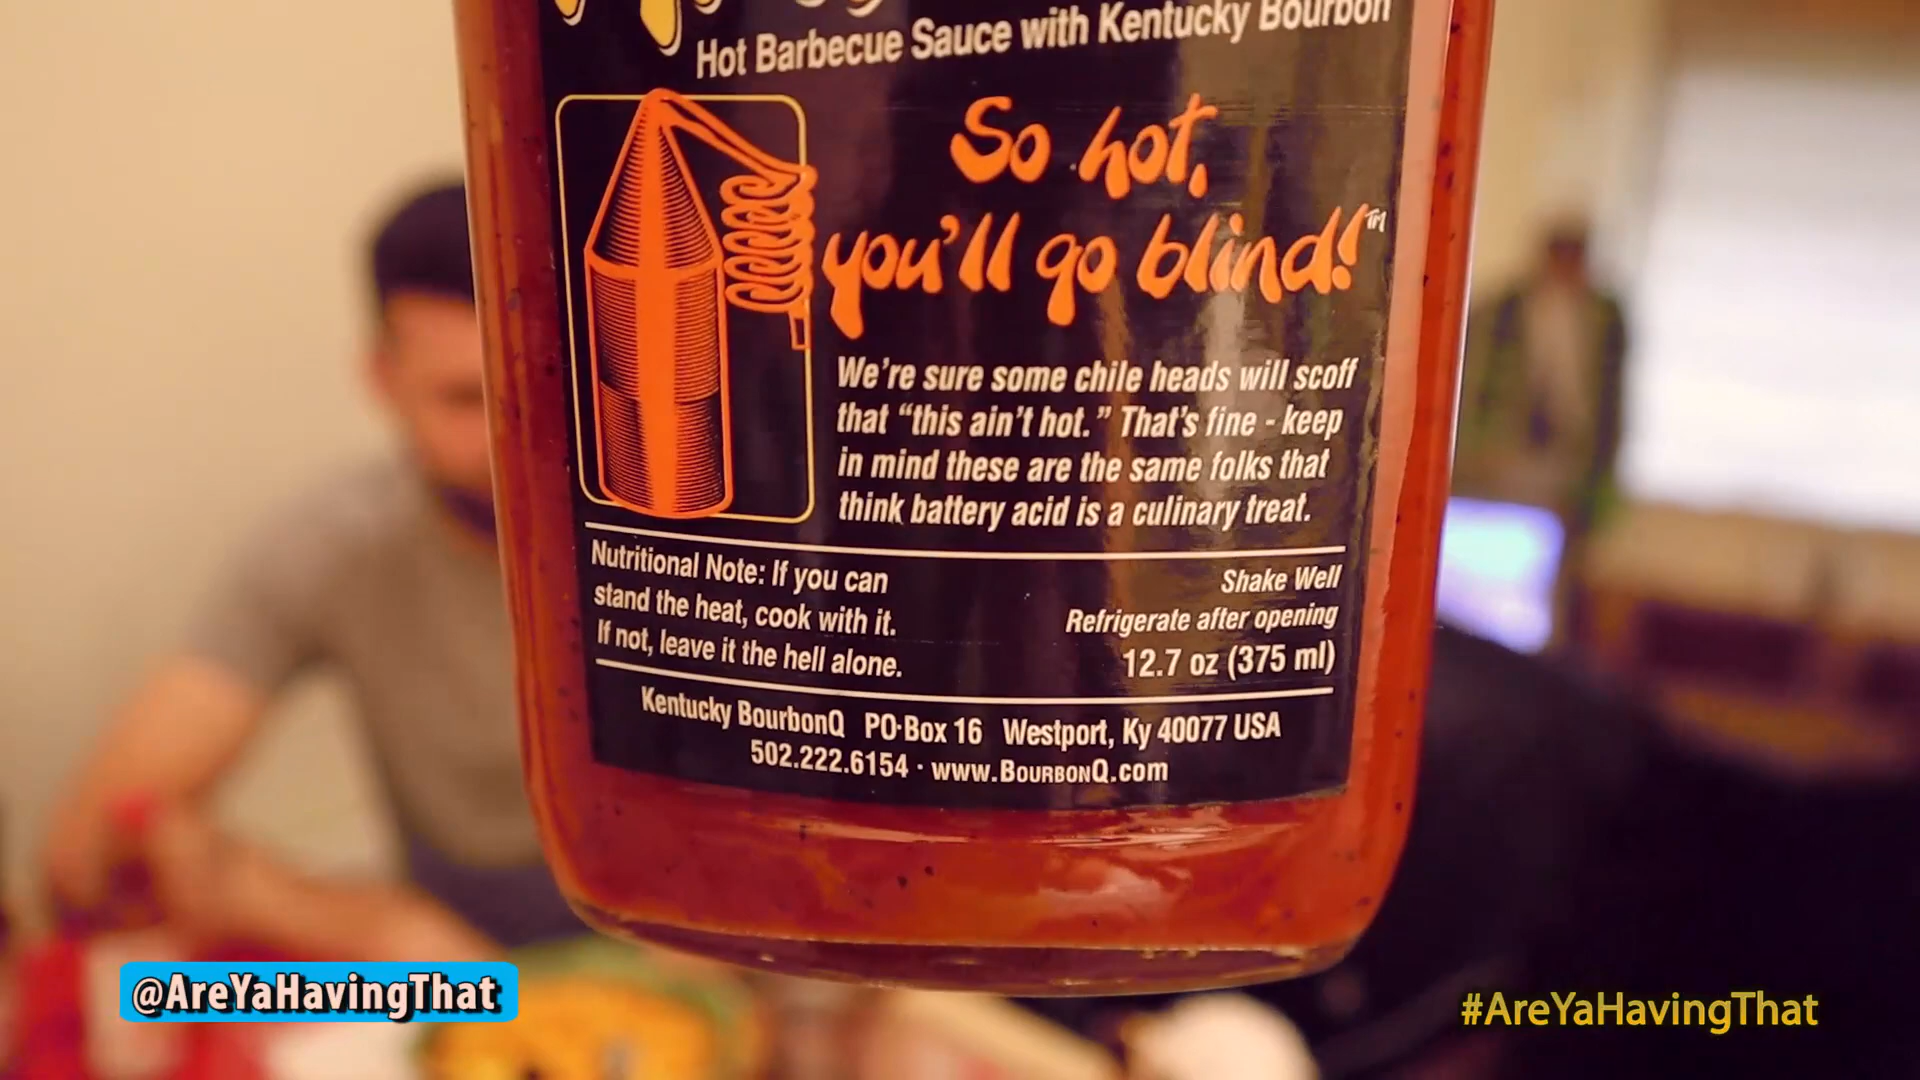 Hot Barbecue Sauce with Kentucky Bourbon
So hot,
you'll go blind!™
We're sure some chile heads will scoff
that “this ain't hot.” That's fine - keep
in mind these are the same folks that
think battery acid is a culinary treat.
Nutritional Note: If you can
stand the heat, cook with it.
If not, leave it the hell alone.
Shake Well
Refrigerate after opening
12.7 oz (375 ml)
Kentucky BourbonQ PO·Box 16 Westport, Ky 40077 USA
502.222.6154 · www.BourbonQ.com
@AreYaHavingThat
#AreYaHavingThat